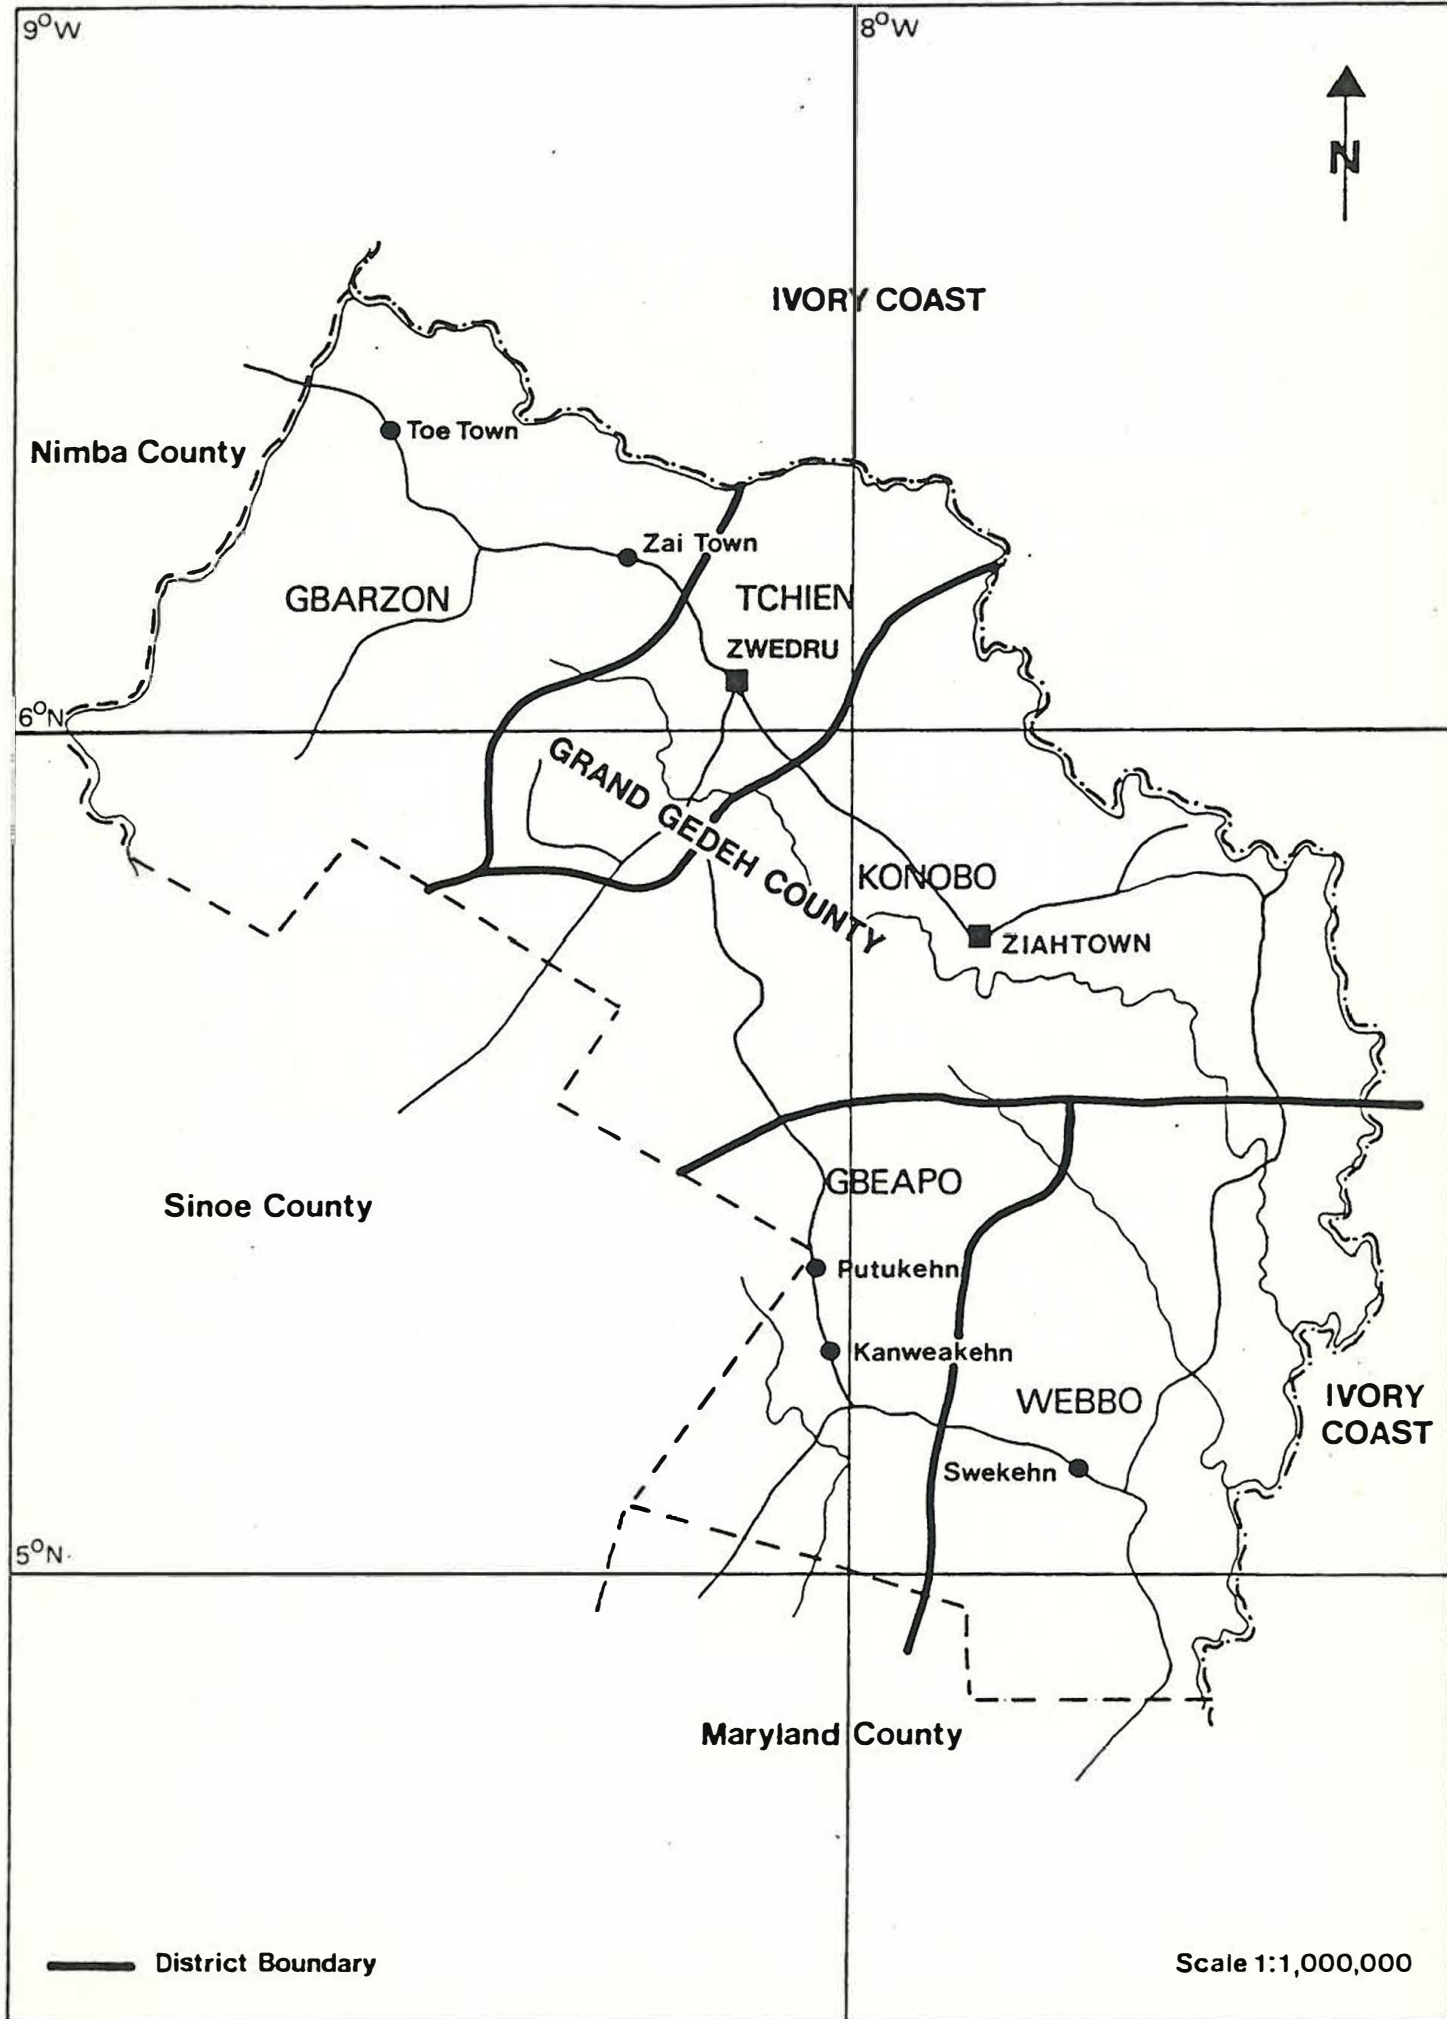 9°W
8°W
N
IVORY COAST
Toe Town
Nimba County
Zai Town
GBARZON
TCHIEN
ZWEDRU
6°N
GRAND GEDEH COUNTY
KONOBO
ZIAHTOWN
GBEAPO
Sinoe County
Putukehn
Kanweakehn
WEBBO
IVORY
COAST
Swekehn
5°N
Maryland County
District Boundary
Scale 1:1,000,000